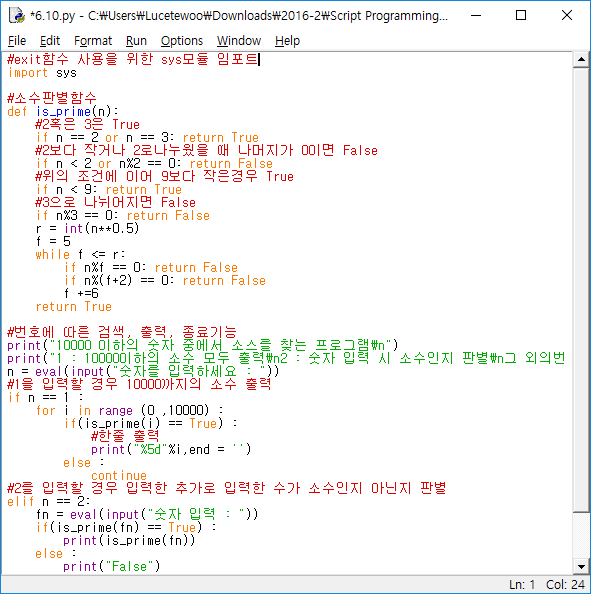 *6.10.py - C:₩Users₩Lucetewoo₩Downloads₩2016-2₩Script Programming...
File Edit Format Run Options Window Help
#exit함수 사용을 위한 sys모듈 임포트
import sys
#소수판별함수
def is_prime(n):
    #2혹은 3은 True
    if n == 2 or n == 3: return True
    #2보다 작거나 2로나눴을 때 나머지가 0이면 False
    if n < 2 or n%2 == 0: return False
    #위의 조건에 이어 9보다 작은경우 True
    if n < 9: return True
    #3으로 나뉘어지면 False
    if n%3 == 0: return False
    r = int(n**0.5)
    f = 5
    while f <= r:
        if n%f == 0: return False
        if n%(f+2) == 0: return False
        f +=6
    return True
#번호에 따른 검색, 출력, 종료기능
print("10000 이하의 숫자 중에서 소스를 찾는 프로그램₩n")
print("1 : 10000이하의 소수 모두 출력₩n2 : 숫자 입력 시 소수인지 판별₩n그 외의번
n = eval(input("숫자를 입력하세요 : "))
#1을 입력할 경우 10000까지의 소수 출력
if n == 1 :
    for i in range (0 ,10000) :
        if(is_prime(i) == True) :
            #한줄 출력
            print("%5d"%i,end = '')
        else :
            continue
#2를 입력할 경우 입력한 추가로 입력한 수가 소수인지 아닌지 판별
elif n == 2:
    fn = eval(input("숫자 입력 : "))
    if(is_prime(fn) == True) :
        print(is_prime(fn))
    else :
        print("False")
Ln: 1 Col: 24